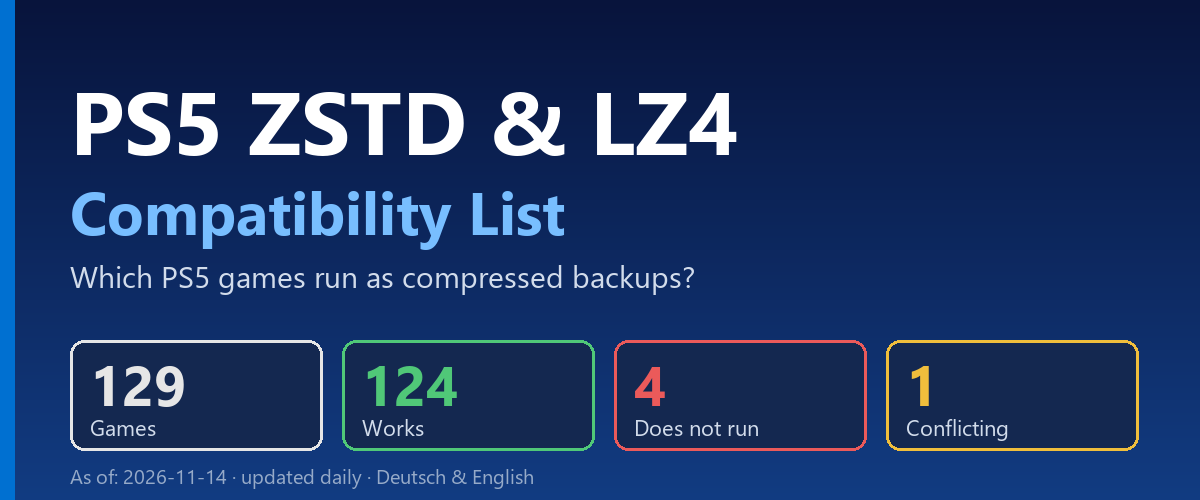 PS5 ZSTD & LZ4
Compatibility List
Which PS5 games run as compressed backups?
129
Games
124
Works
4
Does not run
1
Conflicting
As of: 2026-11-14 · updated daily · Deutsch & English